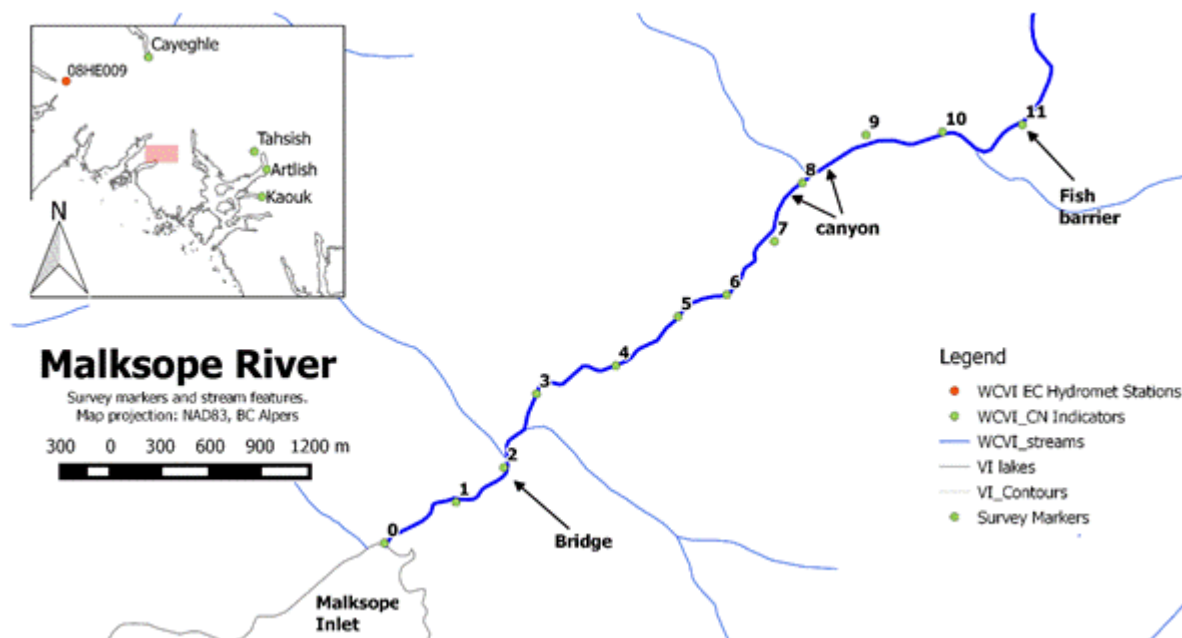 Cayeghle
08HE009
Tahsish
Artlish
Kaouk
N
Malksope River
Survey markers and stream features.
Map projection: NAD83, BC Alpers
300 0 300 600 900 1200 m
0
1
2
3
4
5
6
7
8
9
10
11
Bridge
canyon
Fish
barrier
Malksope
Inlet
Legend
WCVI EC Hydromet Stations
WCVI_CN Indicators
WCVI_streams
VI lakes
VI_Contours
Survey Markers